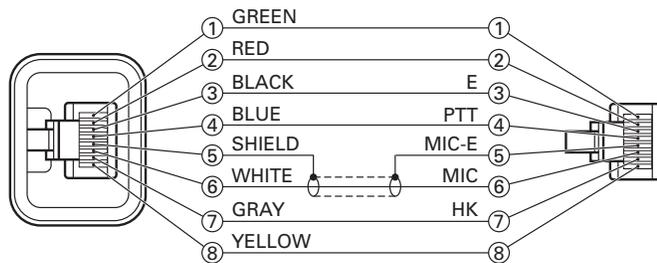 ① GREEN ①
② RED ②
③ BLACK E ③
④ BLUE PTT ④
⑤ SHIELD MIC-E ⑤
⑥ WHITE MIC ⑥
⑦ GRAY HK ⑦
⑧ YELLOW ⑧